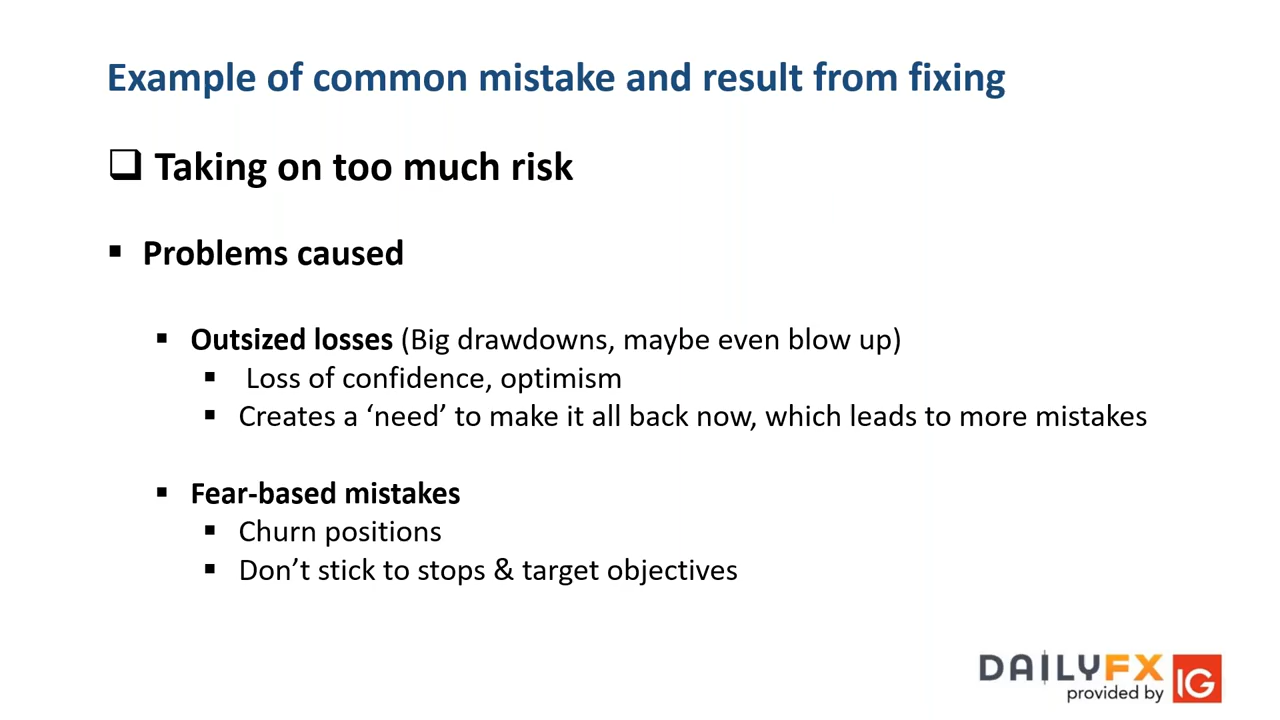 Example of common mistake and result from fixing
❑ Taking on too much risk
▪ Problems caused
▪ Outsized losses (Big drawdowns, maybe even blow up)
▪ Loss of confidence, optimism
▪ Creates a ‘need’ to make it all back now, which leads to more mistakes
▪ Fear-based mistakes
▪ Churn positions
▪ Don’t stick to stops & target objectives
DAILYFX
provided by IG